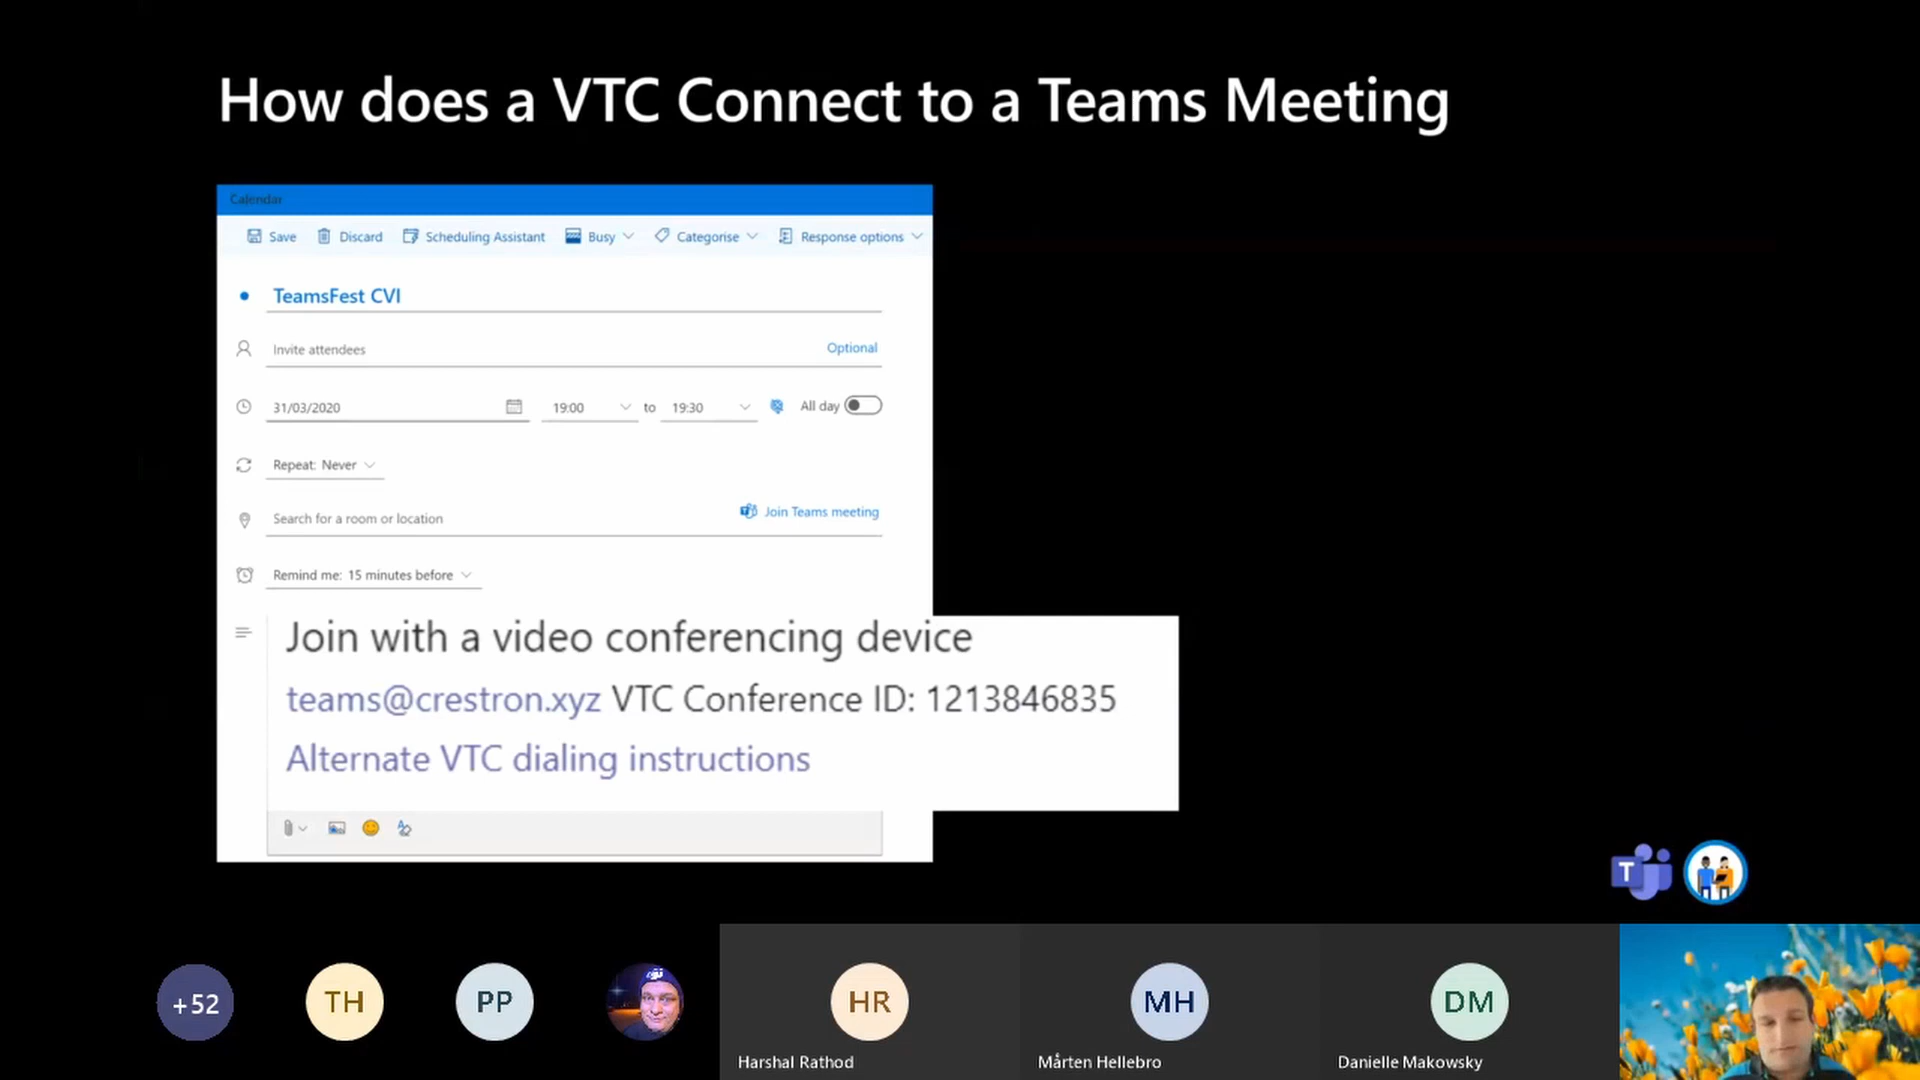 How does a VTC Connect to a Teams Meeting
Calendar
Save Discard Scheduling Assistant Busy Categorise Response options
TeamsFest CVI
Invite attendees Optional
31/03/2020 19:00 to 19:30 All day
Repeat: Never
Search for a room or location Join Teams meeting
Remind me: 15 minutes before
Join with a video conferencing device
teams@crestron.xyz VTC Conference ID: 1213846835
Alternate VTC dialing instructions
T
+52 TH PP HR MH DM
Harshal Rathod Mårten Hellebro Danielle Makowsky